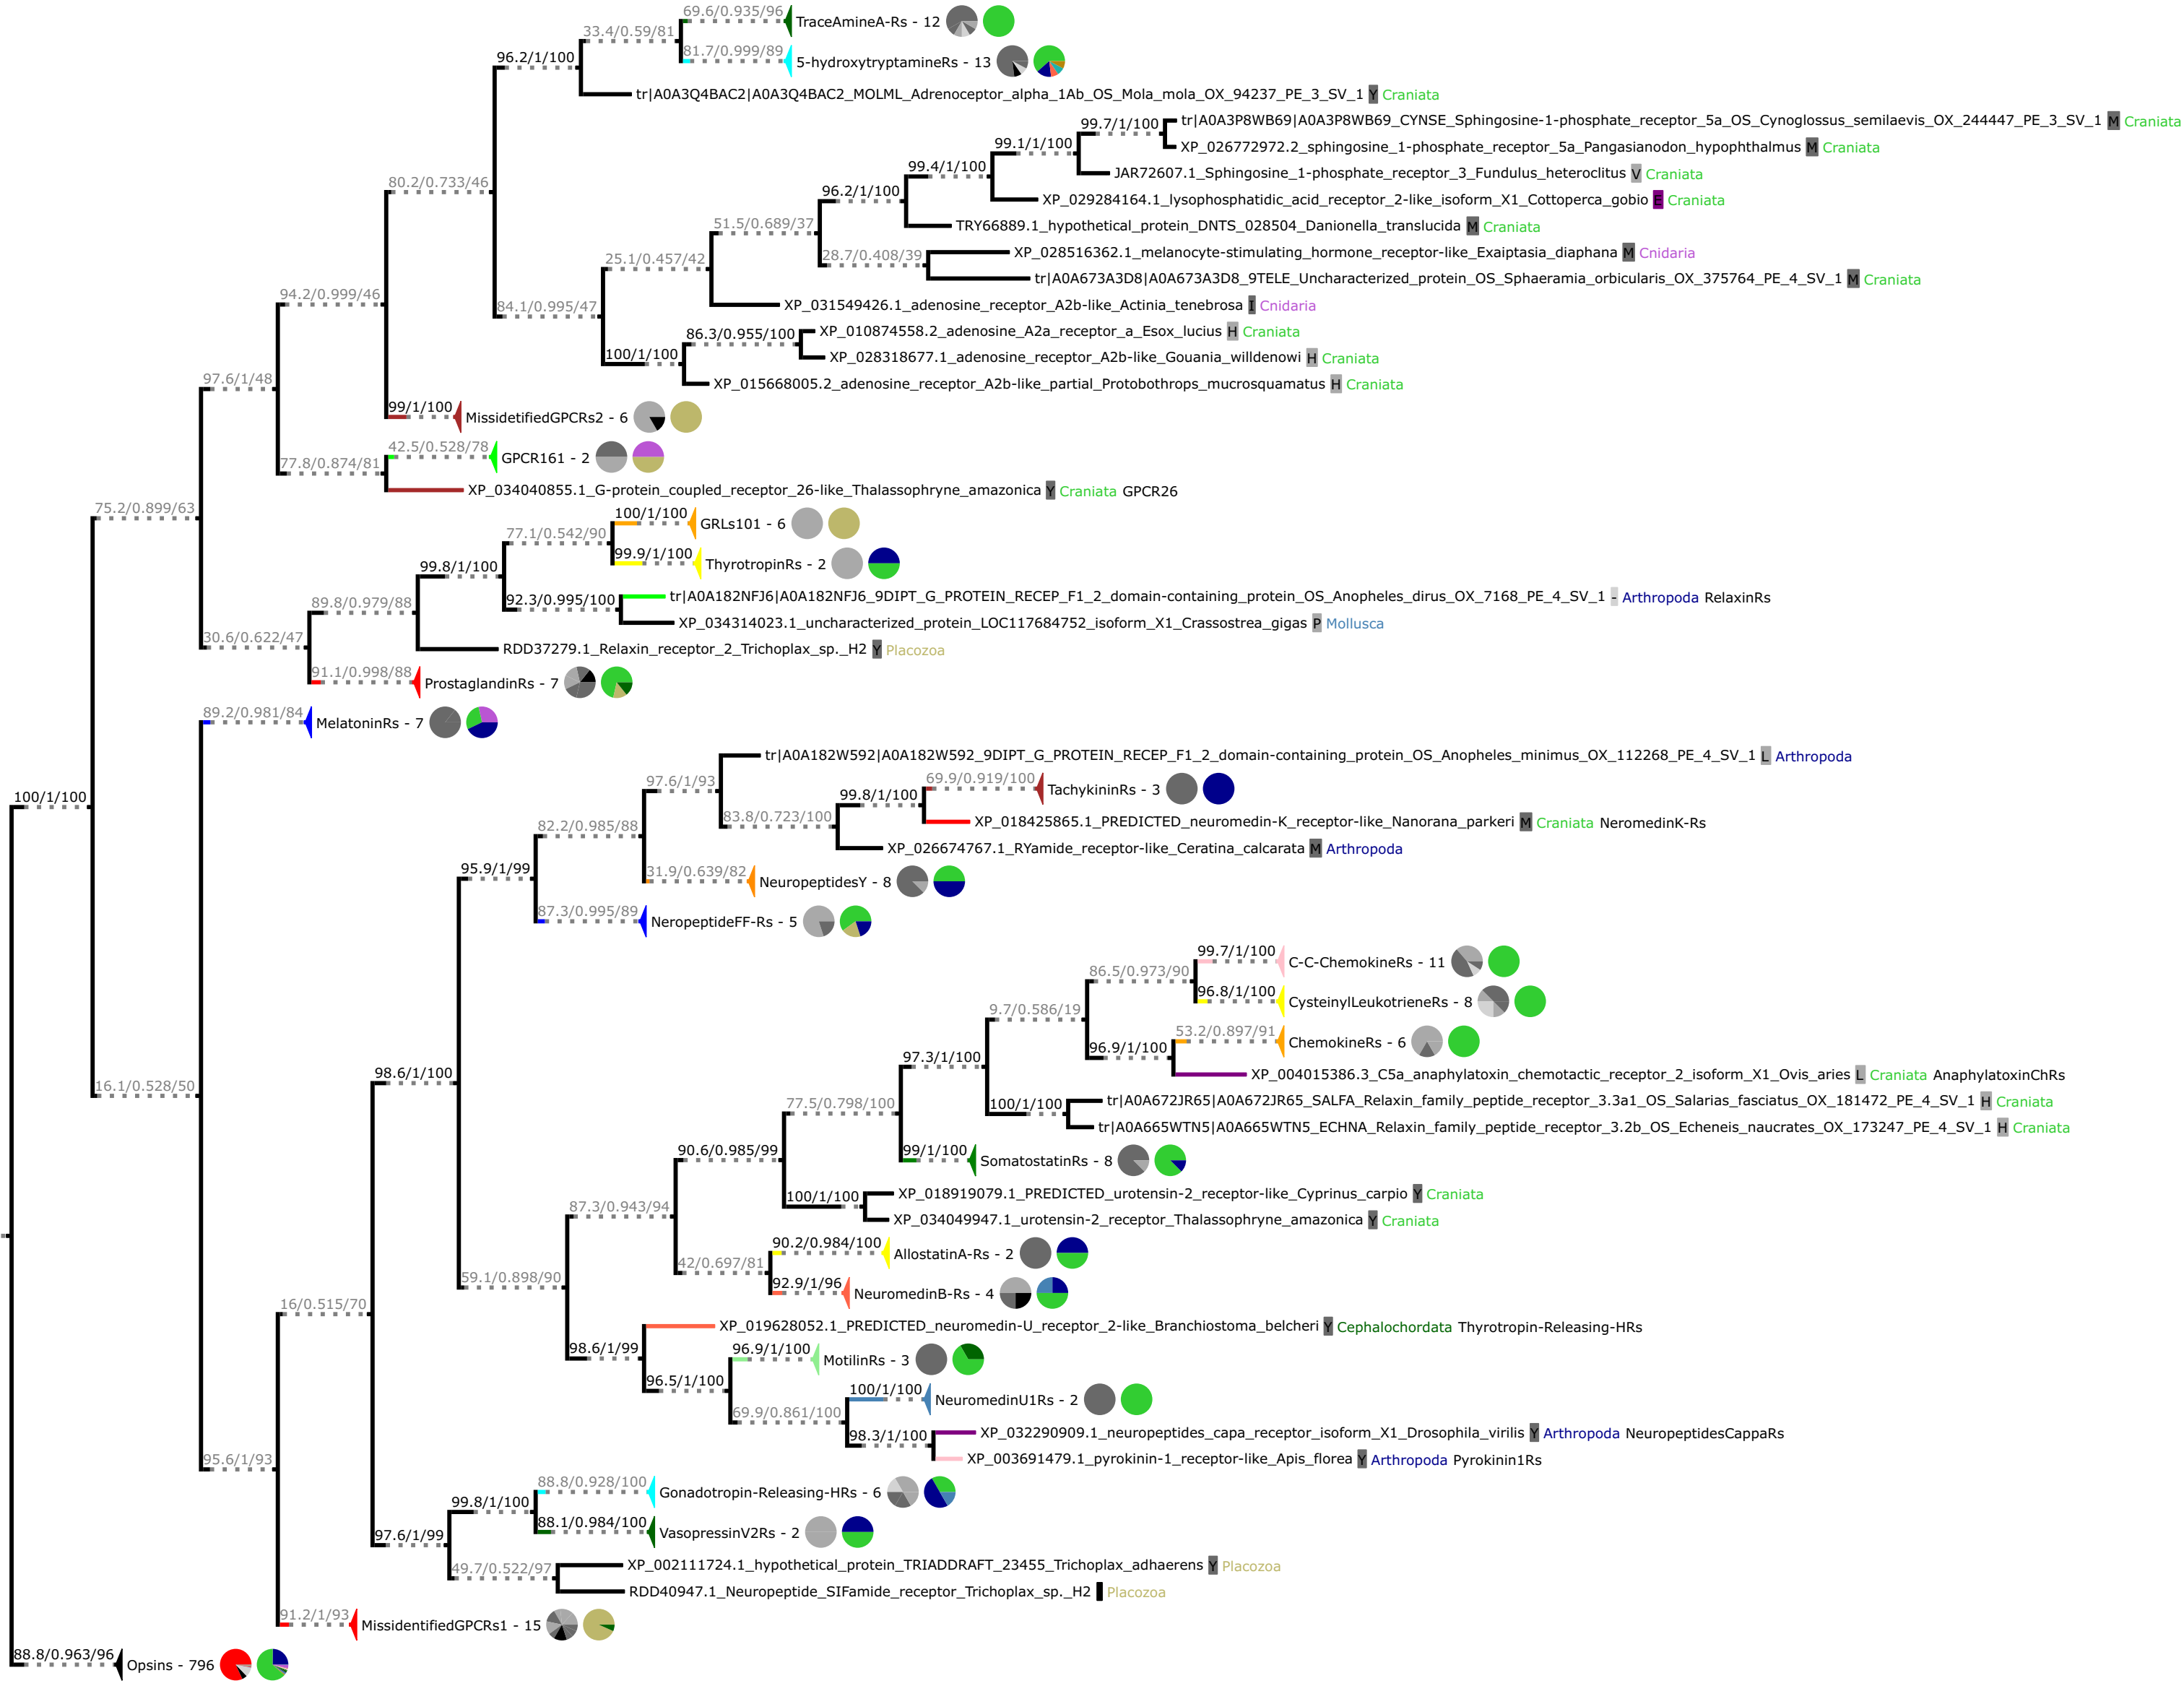 69.6/0.935/96
TraceAmineA-Rs - 12
33.4/0.59/81
81.7/0.999/89
5-hydroxytryptamineRs - 13
96.2/1/100
tr|A0A3Q4BAC2|A0A3Q4BAC2_MOLML_Adrenoceptor_alpha_1Ab_OS_Mola_mola_OX_94237_PE_3_SV_1 Y Craniata
99.7/1/100
tr|A0A3P8WB69|A0A3P8WB69_CYNSE_Sphingosine-1-phosphate_receptor_5a_OS_Cynoglossus_semilaevis_OX_244447_PE_3_SV_1 M Craniata
99.1/1/100
XP_026772972.2_sphingosine_1-phosphate_receptor_5a_Pangasianodon_hypophthalmus M Craniata
99.4/1/100
JAR72607.1_Sphingosine_1-phosphate_receptor_3_Fundulus_heteroclitus V Craniata
80.2/0.733/46
96.2/1/100
XP_029284164.1_lysophosphatidic_acid_receptor_2-like_isoform_X1_Cottoperca_gobio E Craniata
51.5/0.689/37
TRY66889.1_hypothetical_protein_DNTS_028504_Danionella_translucida M Craniata
25.1/0.457/42
28.7/0.408/39
XP_028516362.1_melanocyte-stimulating_hormone_receptor-like_Exaiptasia_diaphana M Cnidaria
tr|A0A673A3D8|A0A673A3D8_9TELE_Uncharacterized_protein_OS_Sphaeramia_orbicularis_OX_375764_PE_4_SV_1 M Craniata
94.2/0.999/46
84.1/0.995/47
XP_031549426.1_adenosine_receptor_A2b-like_Actinia_tenebrosa I Cnidaria
86.3/0.955/100
XP_010874558.2_adenosine_A2a_receptor_a_Esox_lucius H Craniata
100/1/100
XP_028318677.1_adenosine_receptor_A2b-like_Gouania_willdenowi H Craniata
97.6/1/48
XP_015668005.2_adenosine_receptor_A2b-like_partial_Protobothrops_mucrosquamatus H Craniata
99/1/100
MissidetifiedGPCRs2 - 6
42.5/0.528/78
GPCR161 - 2
77.8/0.874/81
XP_034040855.1_G-protein_coupled_receptor_26-like_Thalassophryne_amazonica Y Craniata GPCR26
75.2/0.899/63
100/1/100
GRLs101 - 6
77.1/0.542/90
99.9/1/100
ThyrotropinRs - 2
99.8/1/100
92.3/0.995/100
tr|A0A182NFJ6|A0A182NFJ6_9DIPT_G_PROTEIN_RECEP_F1_2_domain-containing_protein_OS_Anopheles_dirus_OX_7168_PE_4_SV_1 - Arthropoda RelaxinRs
89.8/0.979/88
XP_034314023.1_uncharacterized_protein_LOC117684752_isoform_X1_Crassostrea_gigas P Mollusca
30.6/0.622/47
RDD37279.1_Relaxin_receptor_2_Trichoplax_sp._H2 Y Placozoa
91.1/0.998/88
ProstaglandinRs - 7
89.2/0.981/84
MelatoninRs - 7
tr|A0A182W592|A0A182W592_9DIPT_G_PROTEIN_RECEP_F1_2_domain-containing_protein_OS_Anopheles_minimus_OX_112268_PE_4_SV_1 L Arthropoda
97.6/1/93
69.9/0.919/100
TachykininRs - 3
100/1/100
99.8/1/100
XP_018425865.1_PREDICTED_neuromedin-K_receptor-like_Nanorana_parkeri M Craniata NeromedinK-Rs
82.2/0.985/88
83.8/0.723/100
XP_026674767.1_RYamide_receptor-like_Ceratina_calcarata M Arthropoda
95.9/1/99
31.9/0.639/82
NeuropeptidesY - 8
87.3/0.995/89
NeropeptideFF-Rs - 5
99.7/1/100
C-C-ChemokineRs - 11
86.5/0.973/90
96.8/1/100
CysteinylLeukotrieneRs - 8
9.7/0.586/19
53.2/0.897/91
ChemokineRs - 6
96.9/1/100
97.3/1/100
XP_004015386.3_C5a_anaphylatoxin_chemotactic_receptor_2_isoform_X1_Ovis_aries L Craniata AnaphylatoxinChRs
98.6/1/100
16.1/0.528/50
100/1/100
tr|A0A672JR65|A0A672JR65_SALFA_Relaxin_family_peptide_receptor_3.3a1_OS_Salarias_fasciatus_OX_181472_PE_4_SV_1 H Craniata
77.5/0.798/100
tr|A0A665WTN5|A0A665WTN5_ECHNA_Relaxin_family_peptide_receptor_3.2b_OS_Echeneis_naucrates_OX_173247_PE_4_SV_1 H Craniata
90.6/0.985/99
99/1/100
SomatostatinRs - 8
100/1/100
XP_018919079.1_PREDICTED_urotensin-2_receptor-like_Cyprinus_carpio Y Craniata
87.3/0.943/94
XP_034049947.1_urotensin-2_receptor_Thalassophryne_amazonica Y Craniata
90.2/0.984/100
AllostatinA-Rs - 2
42/0.697/81
59.1/0.898/90
92.9/1/96
NeuromedinB-Rs - 4
16/0.515/70
XP_019628052.1_PREDICTED_neuromedin-U_receptor_2-like_Branchiostoma_belcheri Y Cephalochordata Thyrotropin-Releasing-HRs
98.6/1/99
96.9/1/100
MotilinRs - 3
96.5/1/100
100/1/100
NeuromedinU1Rs - 2
69.9/0.861/100
98.3/1/100
XP_032290909.1_neuropeptides_capa_receptor_isoform_X1_Drosophila_virilis Y Arthropoda NeuropeptidesCappaRs
95.6/1/93
XP_003691479.1_pyrokinin-1_receptor-like_Apis_florea Y Arthropoda Pyrokinin1Rs
88.8/0.928/100
Gonadotropin-Releasing-HRs - 6
99.8/1/100
88.1/0.984/100
VasopressinV2Rs - 2
97.6/1/99
49.7/0.522/97
XP_002111724.1_hypothetical_protein_TRIADDRAFT_23455_Trichoplax_adhaerens Y Placozoa
RDD40947.1_Neuropeptide_SIFamide_receptor_Trichoplax_sp._H2 Placozoa
91.2/1/93
MissidentifiedGPCRs1 - 15
88.8/0.963/96
Opsins - 796